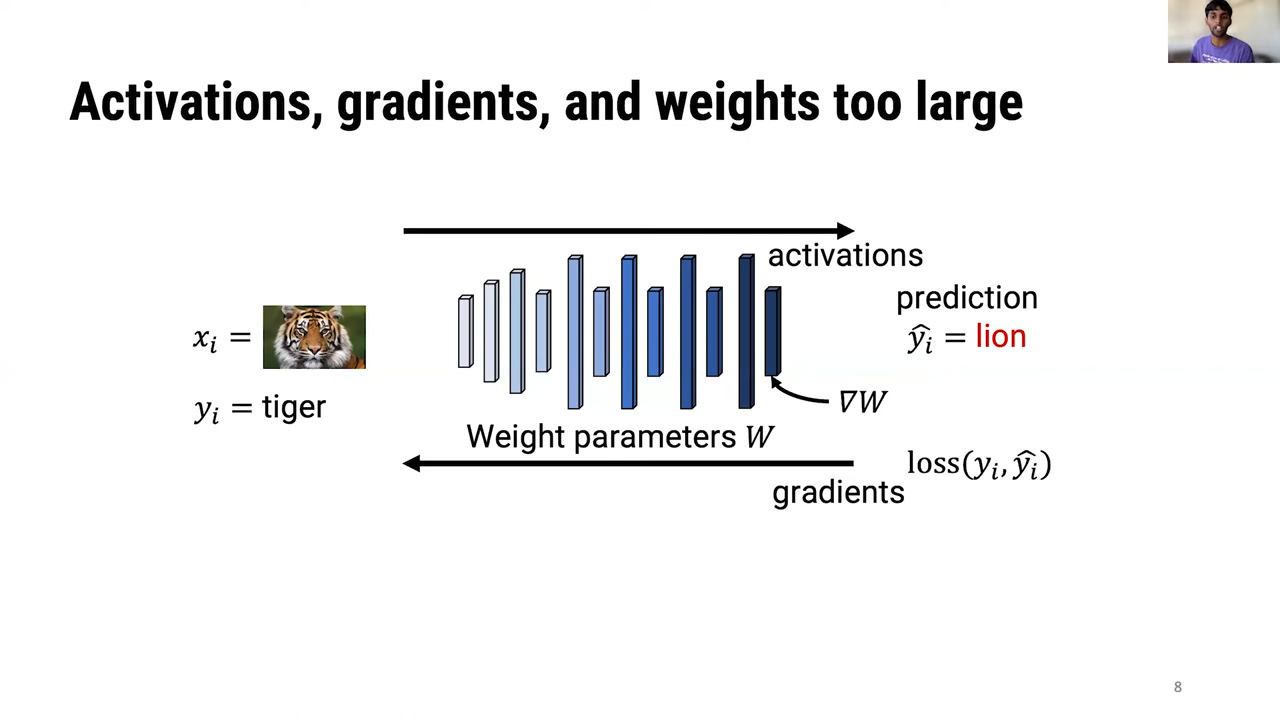 Activations, gradients, and weights too large
activations
prediction
xᵢ =
ŷᵢ = lion
yᵢ = tiger
∇W
Weight parameters W
loss(yᵢ, ŷᵢ)
gradients
8